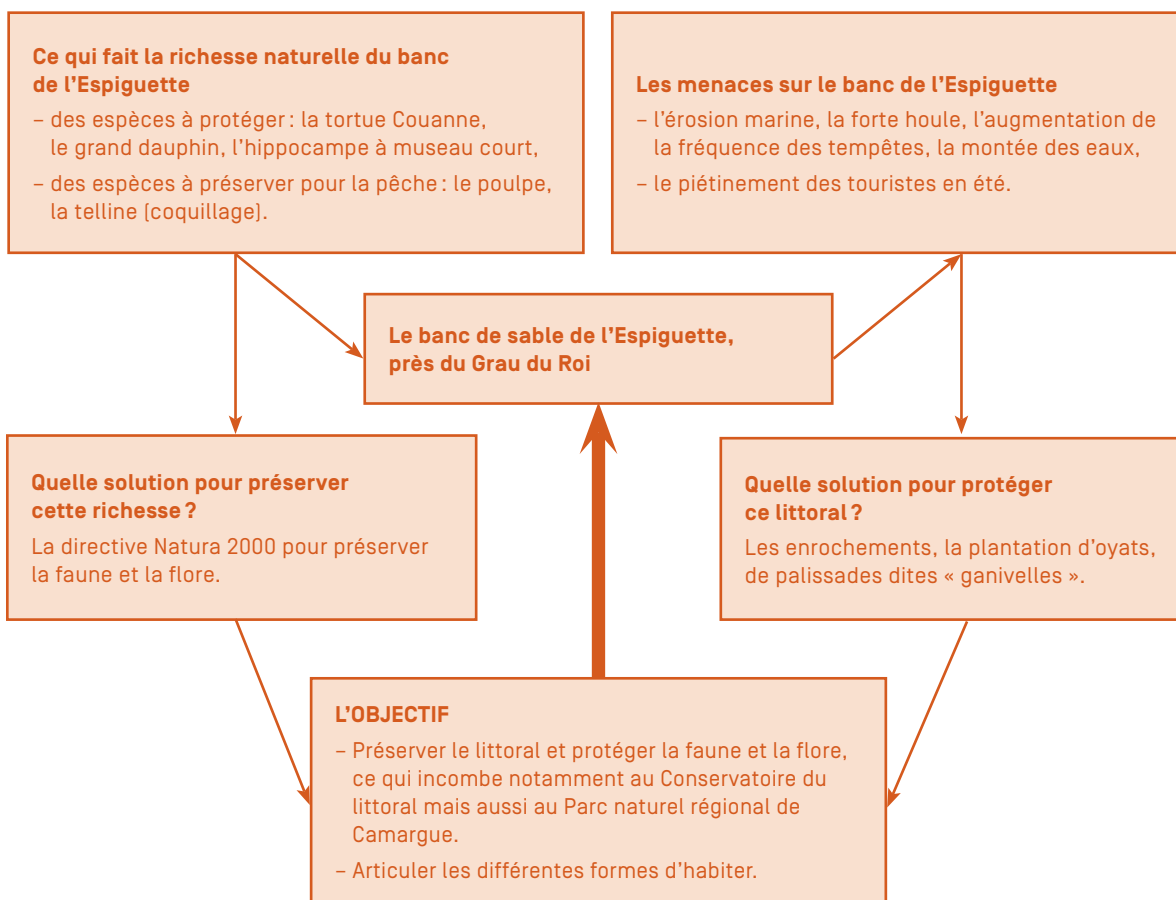 Ce qui fait la richesse naturelle du banc
de l’Espiguette
– des espèces à protéger : la tortue Couanne,
le grand dauphin, l’hippocampe à museau court,
– des espèces à préserver pour la pêche : le poulpe,
la telline (coquillage).
Les menaces sur le banc de l’Espiguette
– l’érosion marine, la forte houle, l’augmentation de
la fréquence des tempêtes, la montée des eaux,
– le piétinement des touristes en été.
Le banc de sable de l’Espiguette,
près du Grau du Roi
Quelle solution pour préserver
cette richesse ?
La directive Natura 2000 pour préserver
la faune et la flore.
Quelle solution pour protéger
ce littoral ?
Les enrochements, la plantation d’oyats,
de palissades dites « ganivelles ».
L’OBJECTIF
– Préserver le littoral et protéger la faune et la flore,
ce qui incombe notamment au Conservatoire du
littoral mais aussi au Parc naturel régional de
Camargue.
– Articuler les différentes formes d’habiter.